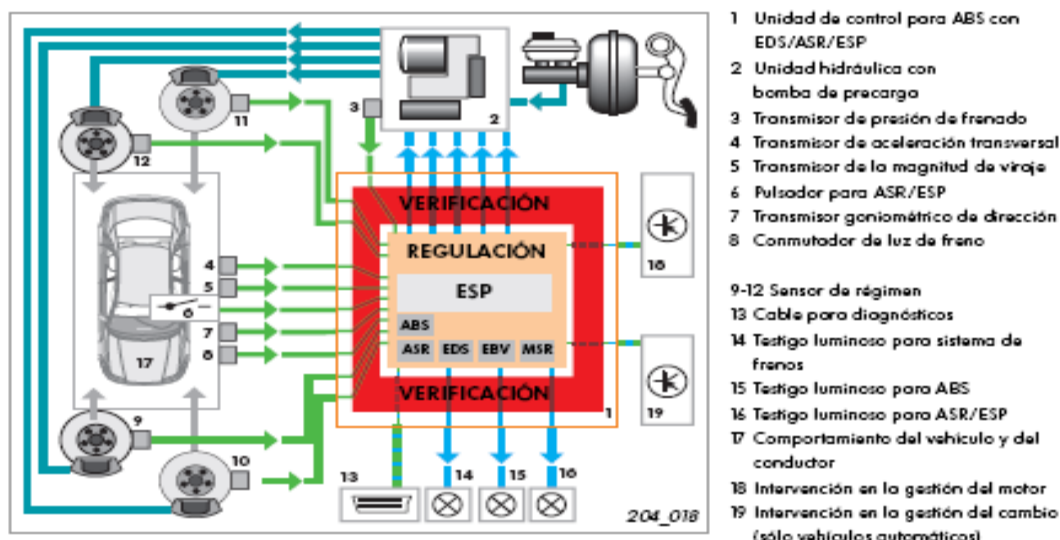 1 Unidad de control para ABS con
EDS/ASR/ESP
2 Unidad hidráulica con
bomba de precarga
3 Transmisor de presión de frenado
4 Transmisor de aceleración transversal
5 Transmisor de la magnitud de viraje
6 Pulsador para ASR/ESP
7 Transmisor goniométrico de dirección
8 Conmutador de luz de freno
9-12 Sensor de régimen
13 Cable para diagnósticos
14 Testigo luminoso para sistema de
frenos
15 Testigo luminoso para ABS
16 Testigo luminoso para ASR/ESP
17 Comportamiento del vehículo y del
conductor
18 Intervención en la gestión del motor
19 Intervención en la gestión del cambio
(sólo vehículos automáticos)
11
3
2
12
VERIFICACIÓN
REGULACIÓN
18
4
ESP
5
6
ABS
7
ASR EDS EBV MSR
17
8
VERIFICACIÓN
1
19
9
10
13
14
15
16
204_018